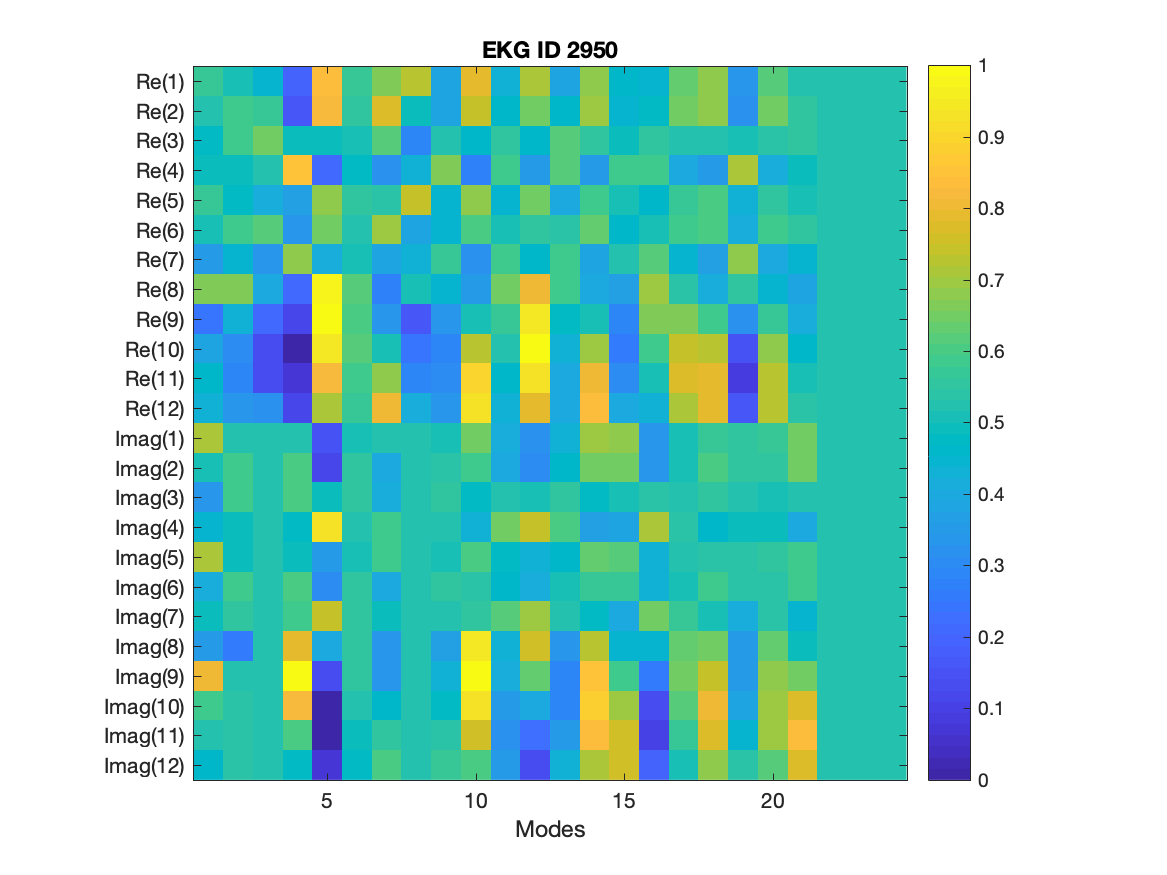 EKG ID 2950
Re(1)
Re(2)
Re(3)
Re(4)
Re(5)
Re(6)
Re(7)
Re(8)
Re(9)
Re(10)
Re(11)
Re(12)
Imag(1)
Imag(2)
Imag(3)
Imag(4)
Imag(5)
Imag(6)
Imag(7)
Imag(8)
Imag(9)
Imag(10)
Imag(11)
Imag(12)
5 10 15 20
Modes
1
0.9
0.8
0.7
0.6
0.5
0.4
0.3
0.2
0.1
0